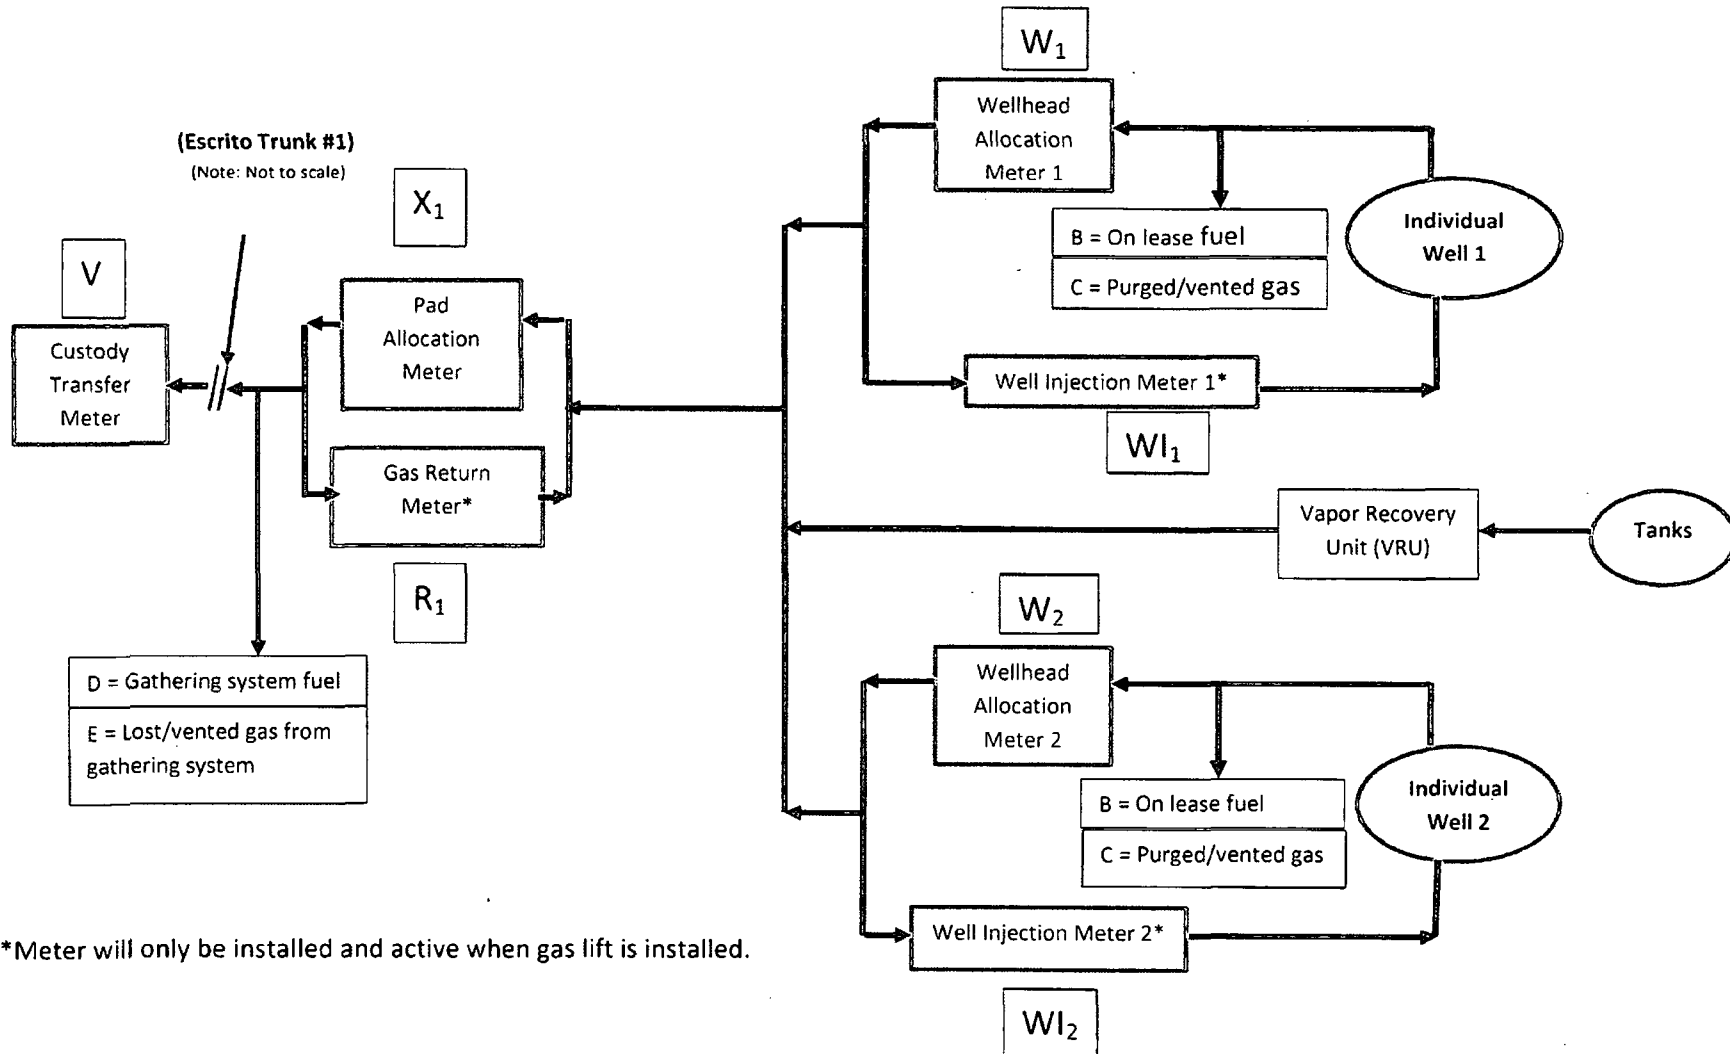 W₁
Wellhead
Allocation
Meter 1
(Escrito Trunk #1)
(Note: Not to scale)
X₁
B = On lease fuel
C = Purged/vented gas
Individual
Well 1
V
Custody
Transfer
Meter
Pad
Allocation
Meter
Well Injection Meter 1*
WI₁
Gas Return
Meter*
R₁
Vapor Recovery
Unit (VRU)
Tanks
W₂
Wellhead
Allocation
Meter 2
D = Gathering system fuel
E = Lost/vented gas from
gathering system
B = On lease fuel
C = Purged/vented gas
Individual
Well 2
Well Injection Meter 2*
WI₂
*Meter will only be installed and active when gas lift is installed.